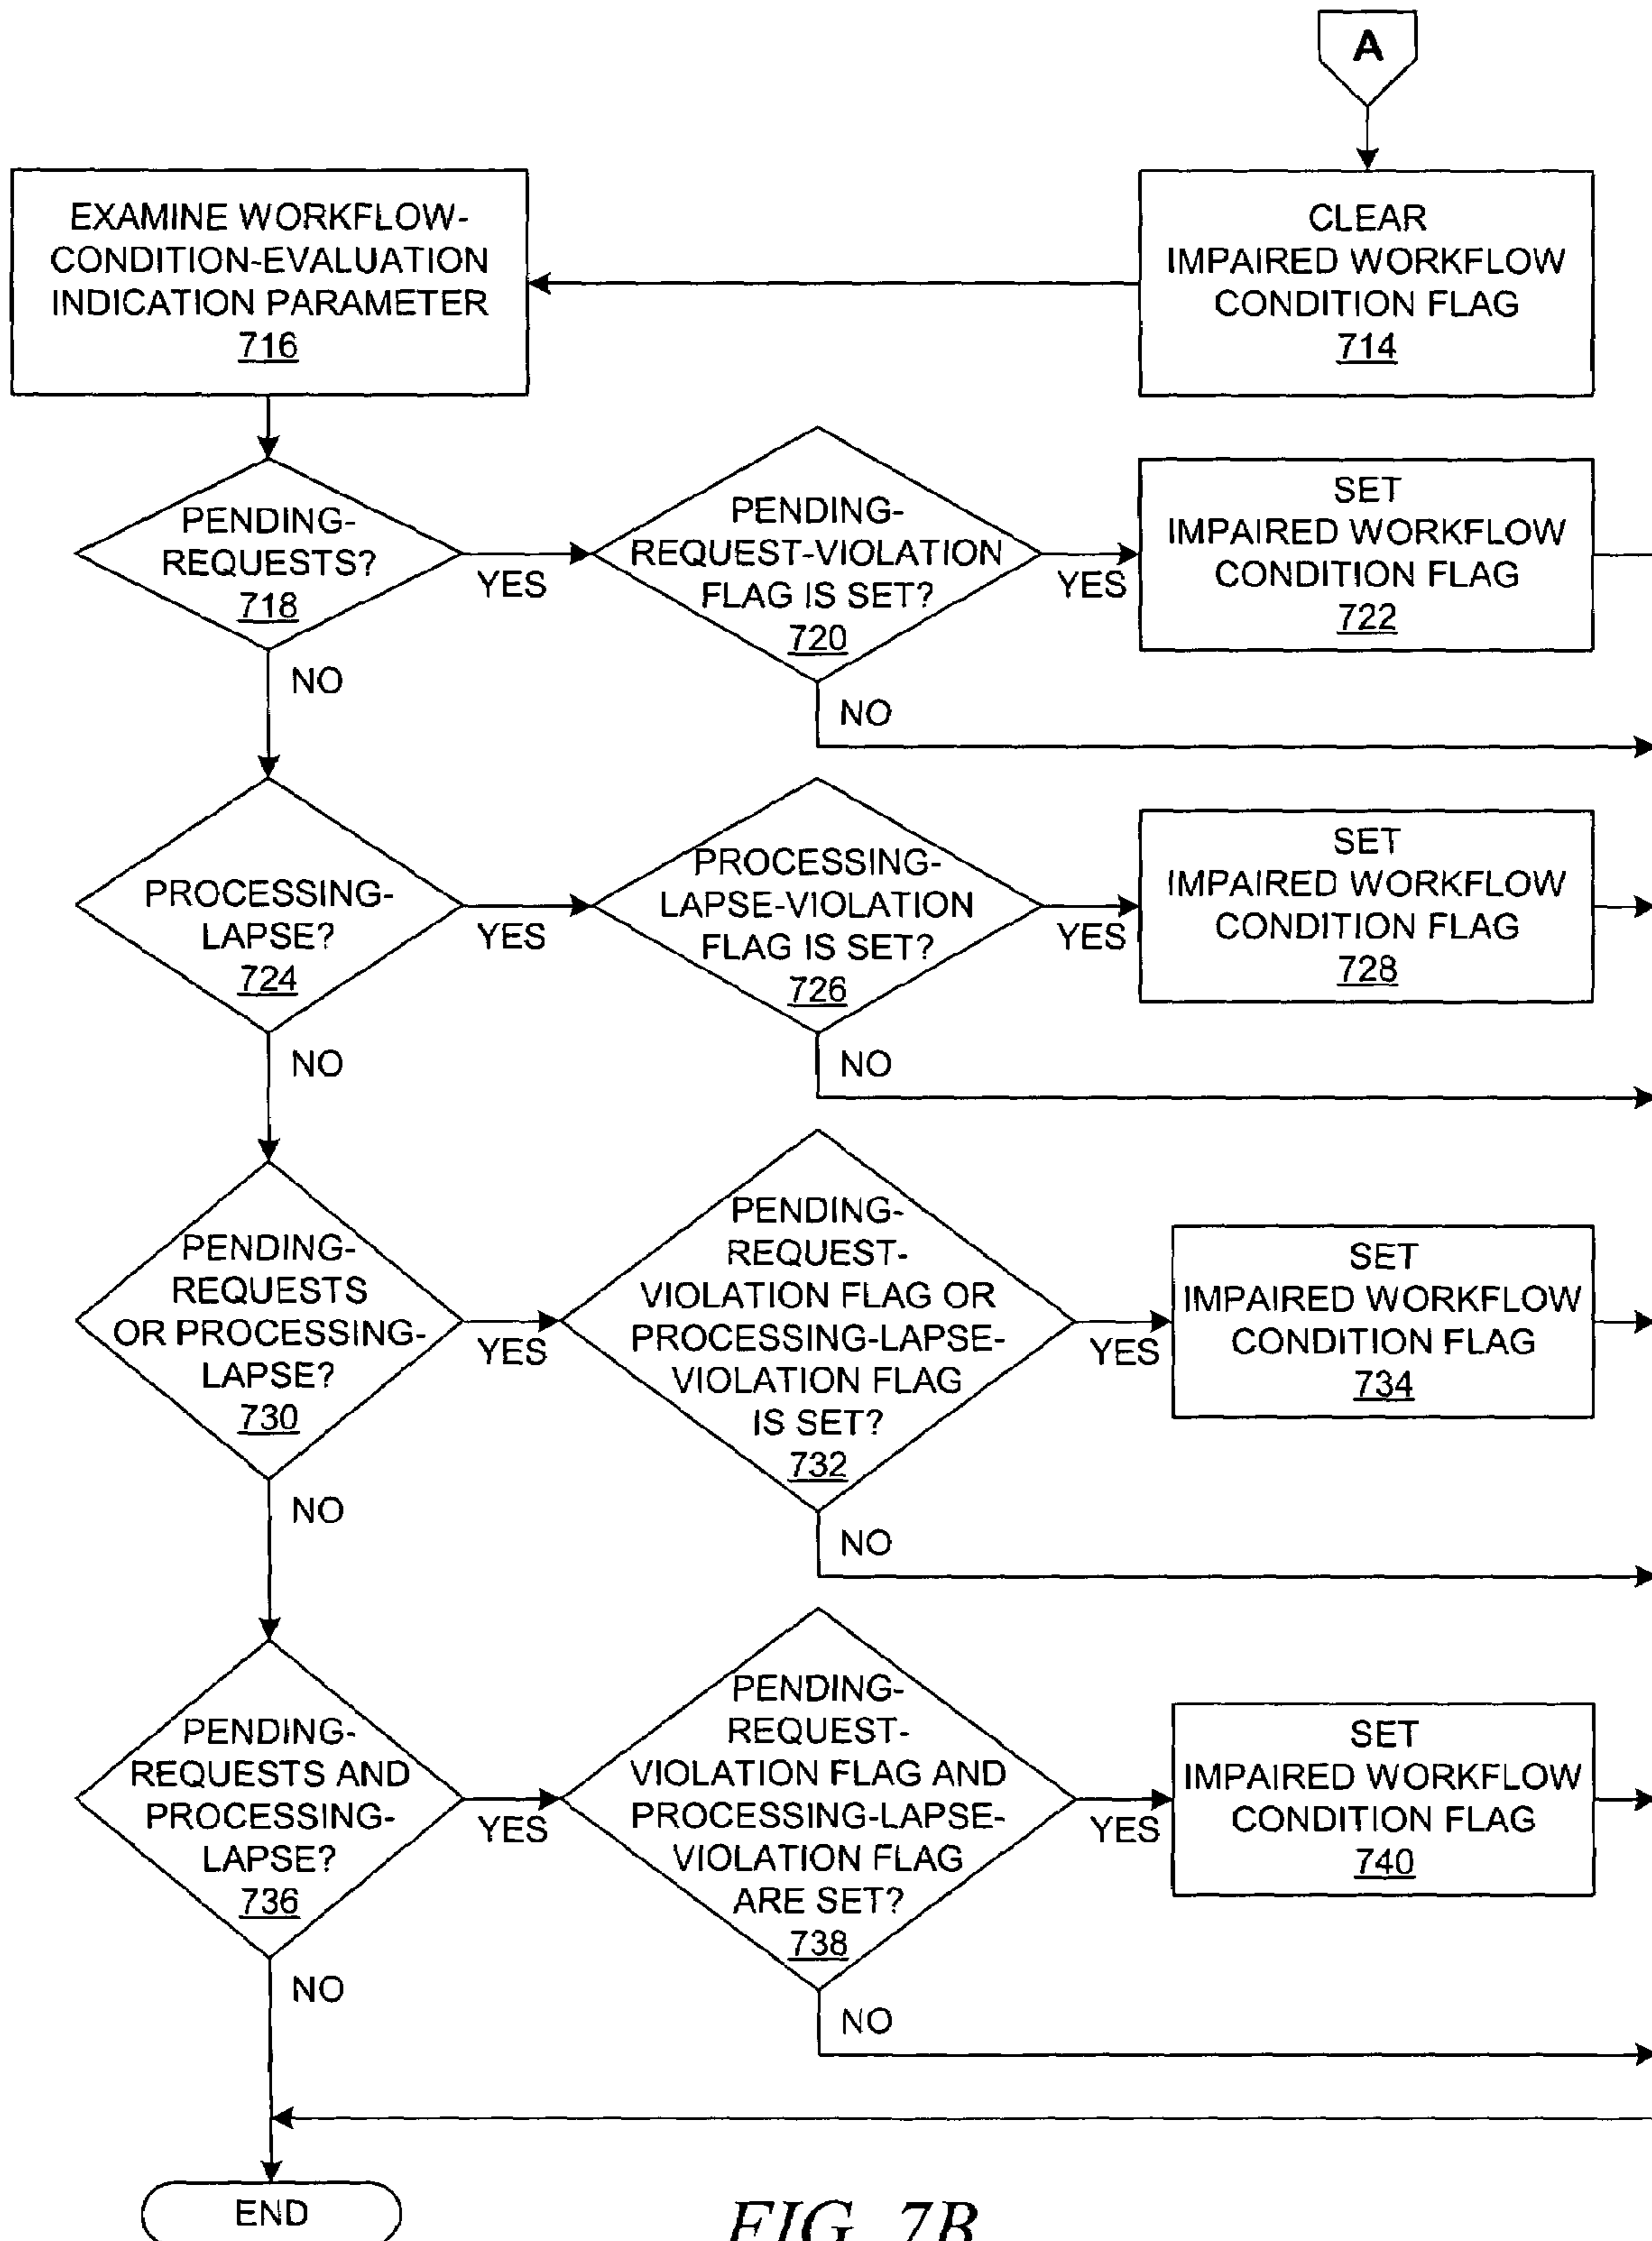 A
CLEAR
IMPAIRED WORKFLOW
CONDITION FLAG
714
EXAMINE WORKFLOW-
CONDITION-EVALUATION
INDICATION PARAMETER
716
PENDING-
REQUESTS?
718
YES
NO
PENDING-
REQUEST-VIOLATION
FLAG IS SET?
720
YES
NO
SET
IMPAIRED WORKFLOW
CONDITION FLAG
722
PROCESSING-
LAPSE?
724
YES
NO
PROCESSING-
LAPSE-VIOLATION
FLAG IS SET?
726
YES
NO
SET
IMPAIRED WORKFLOW
CONDITION FLAG
728
PENDING-
REQUESTS
OR PROCESSING-
LAPSE?
730
YES
NO
PENDING-
REQUEST-
VIOLATION FLAG OR
PROCESSING-LAPSE-
VIOLATION FLAG
IS SET?
732
YES
NO
SET
IMPAIRED WORKFLOW
CONDITION FLAG
734
PENDING-
REQUESTS AND
PROCESSING-
LAPSE?
736
YES
NO
PENDING-
REQUEST-
VIOLATION FLAG AND
PROCESSING-LAPSE-
VIOLATION FLAG
ARE SET?
738
YES
NO
SET
IMPAIRED WORKFLOW
CONDITION FLAG
740
END
FIG. 7B